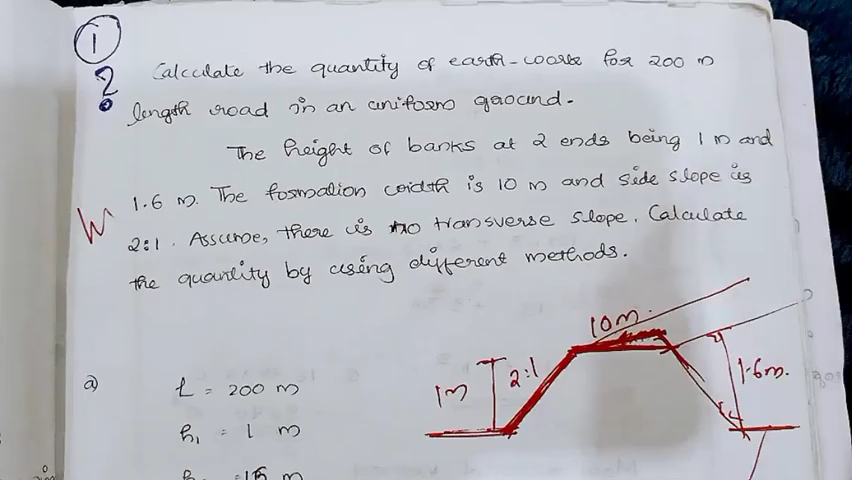 1
?
Calculate the quantity of earth-work for 200 m
length road in an uniform ground.
The height of banks at 2 ends being 1 m and
1.6 m. The formation width is 10 m and side slope is
2:1. Assume, there is no transverse slope. Calculate
the quantity by using different methods.
10m.
1m
2:1
1.6m.
a)
L = 200 m
h₁ = 1 m